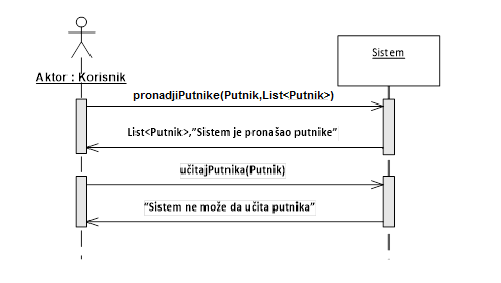 Sistem
Aktor : Korisnik
pronadjiPutnike(Putnik,List<Putnik>)
List<Putnik>,"Sistem je pronašao putnike"
učitajPutnika(Putnik)
"Sistem ne može da učita putnika"